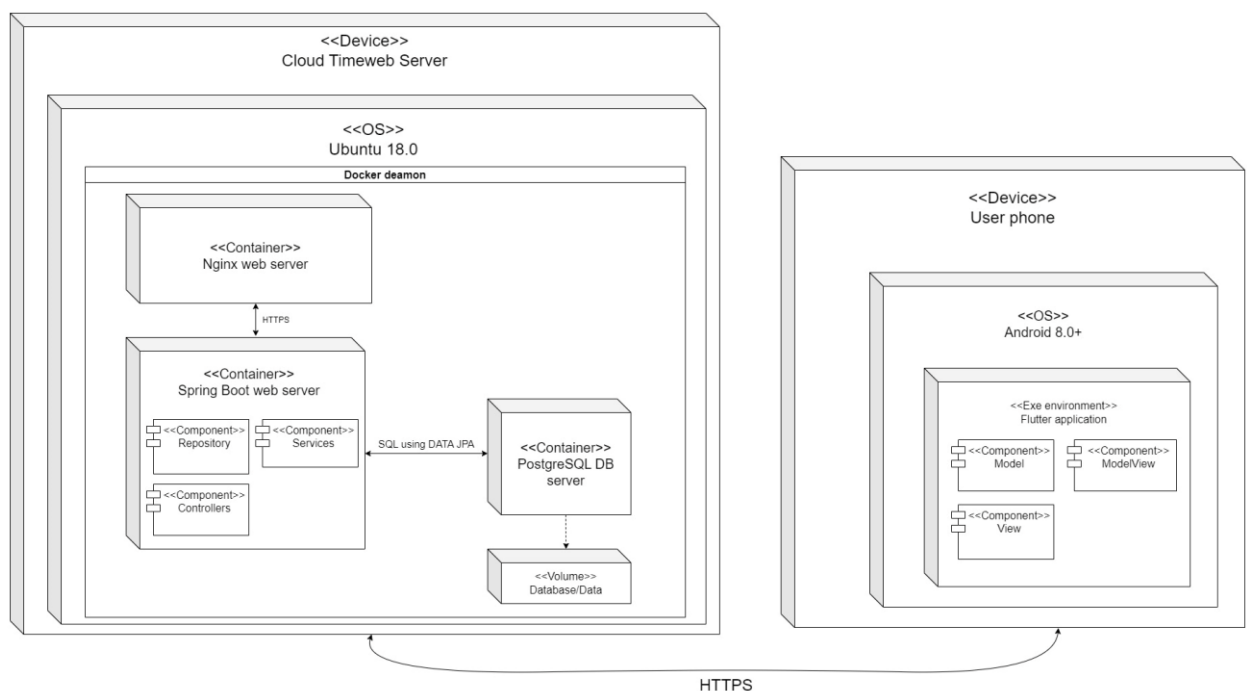 <<Device>>
Cloud Timeweb Server
<<OS>>
Ubuntu 18.0
Docker deamon
<<Container>>
Nginx web server
HTTPS
<<Container>>
Spring Boot web server
<<Component>>
Repository
<<Component>>
Services
<<Component>>
Controllers
SQL using DATA JPA
<<Container>>
PostgreSQL DB
server
<<Volume>>
Database/Data
<<Device>>
User phone
<<OS>>
Android 8.0+
<<Exe environment>>
Flutter application
<<Component>>
Model
<<Component>>
ModelView
<<Component>>
View
HTTPS